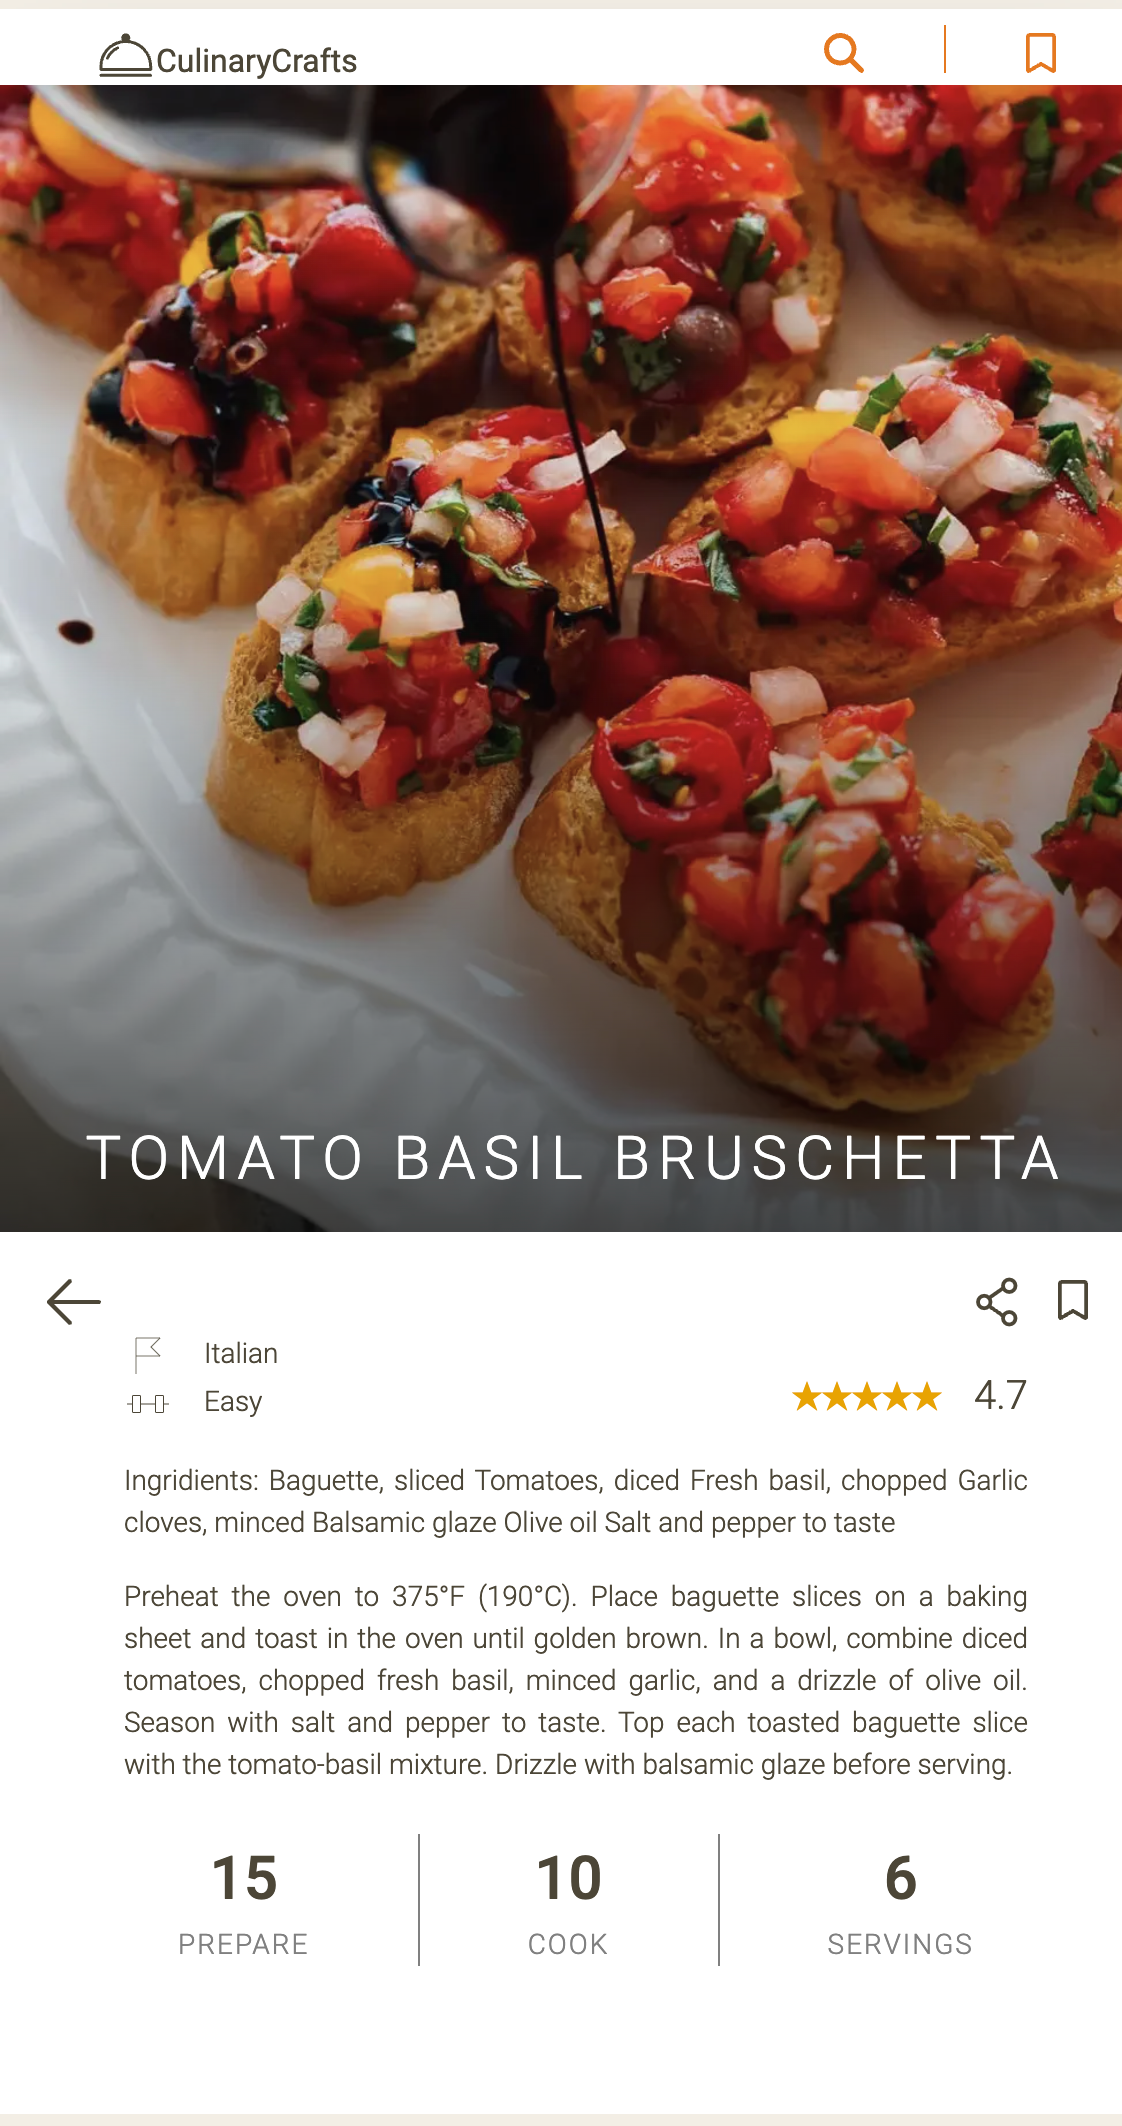 CulinaryCrafts
TOMATO BASIL BRUSCHETTA
Italian
Easy
4.7
Ingridients: Baguette, sliced Tomatoes, diced Fresh basil, chopped Garlic
cloves, minced Balsamic glaze Olive oil Salt and pepper to taste
Preheat the oven to 375°F (190°C). Place baguette slices on a baking
sheet and toast in the oven until golden brown. In a bowl, combine diced
tomatoes, chopped fresh basil, minced garlic, and a drizzle of olive oil.
Season with salt and pepper to taste. Top each toasted baguette slice
with the tomato-basil mixture. Drizzle with balsamic glaze before serving.
15
PREPARE
10
COOK
6
SERVINGS